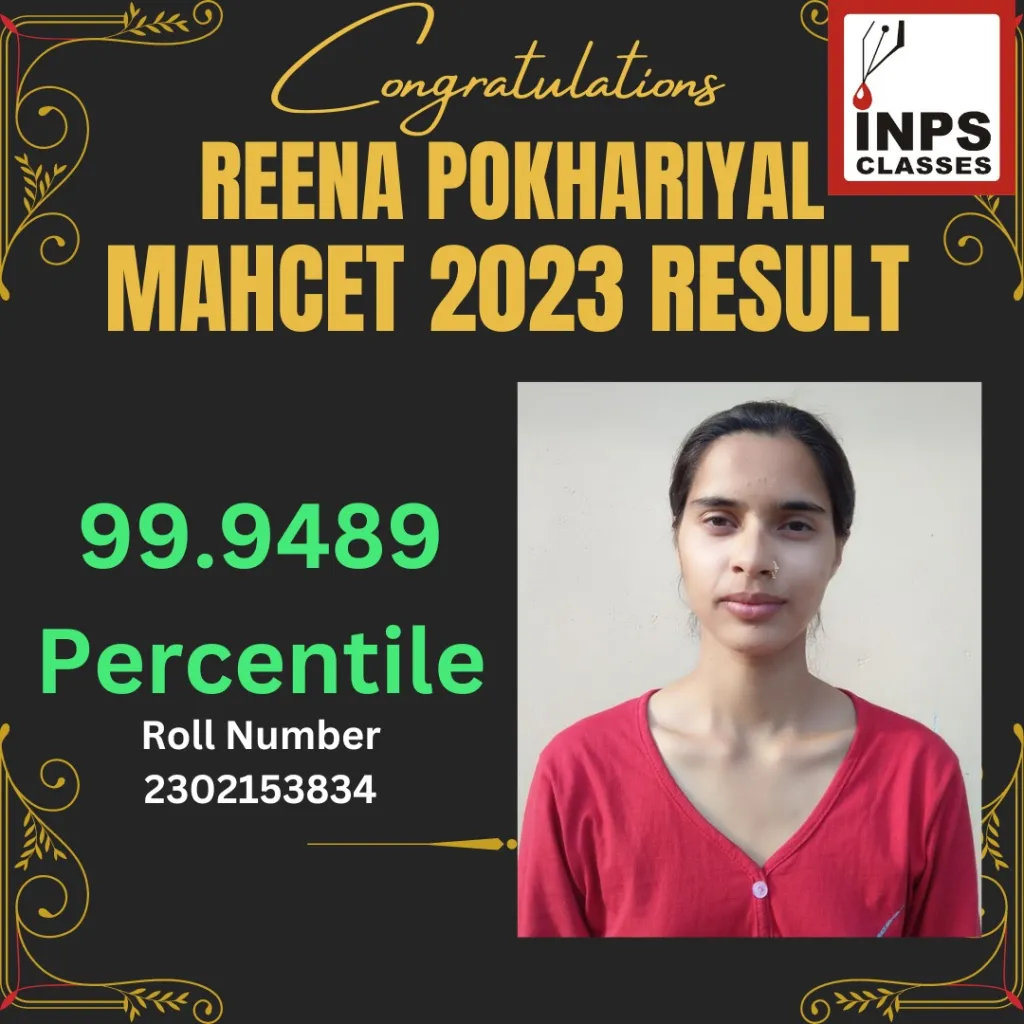 Congratulations
REENA POKHARIYAL
MAHCET 2023 RESULT
INPS
CLASSES
99.9489
Percentile
Roll Number
2302153834